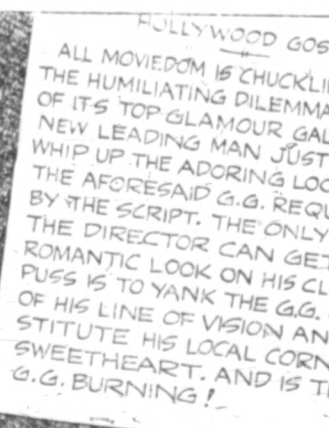 HOLLYWOOD GOS
ALL MOVIEDOM IS CHUCKLI
THE HUMILIATING DILEMMA
OF ITS TOP GLAMOUR GAL
NEW LEADING MAN JUST
WHIP UP THE ADORING LOO
THE AFORESAID G.G. REQU
BY THE SCRIPT. THE ONLY
THE DIRECTOR CAN GET
ROMANTIC LOOK ON HIS CL
PUSS IS TO YANK THE G.G.
OF HIS LINE OF VISION AN
STITUTE HIS LOCAL CORN
SWEETHEART. AND IS T
G.G. BURNING!